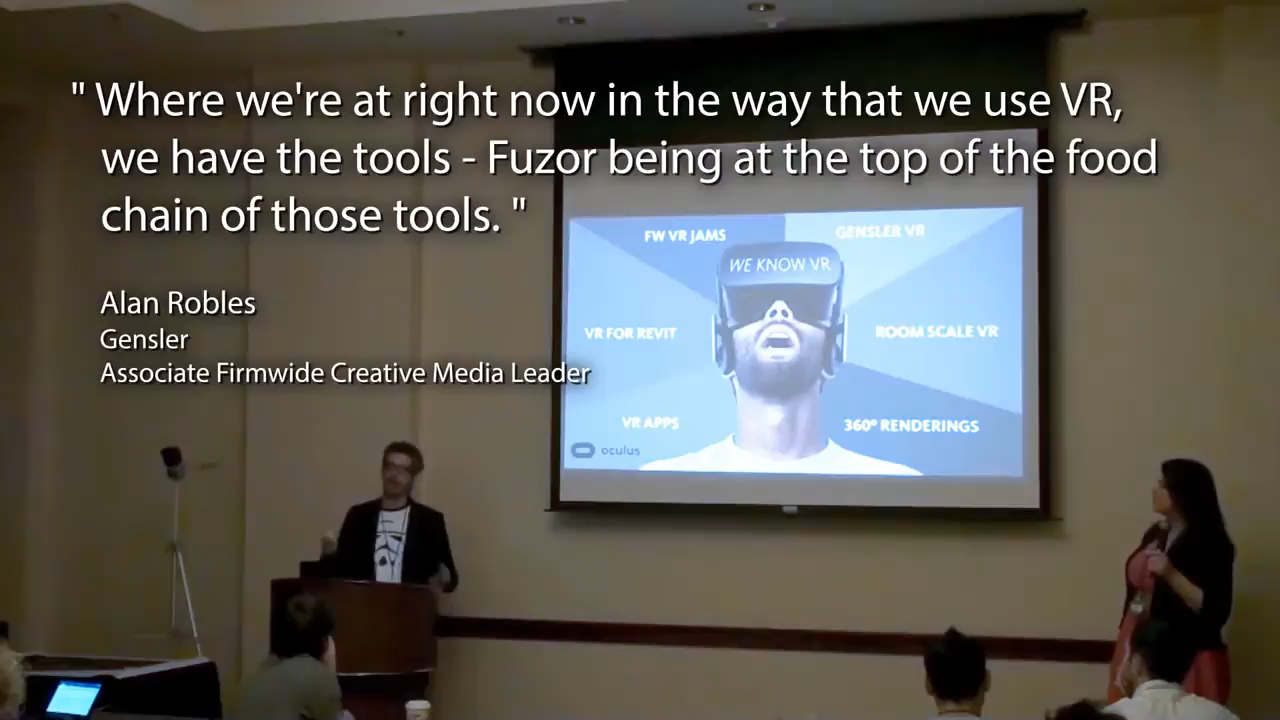 " Where we're at right now in the way that we use VR,
we have the tools - Fuzor being at the top of the food
chain of those tools. "
Alan Robles
Gensler
Associate Firmwide Creative Media Leader
FW VR JAMS
GENSLER VR
WE KNOW VR
VR FOR REVIT
ROOM SCALE VR
VR APPS
360º RENDERINGS
oculus